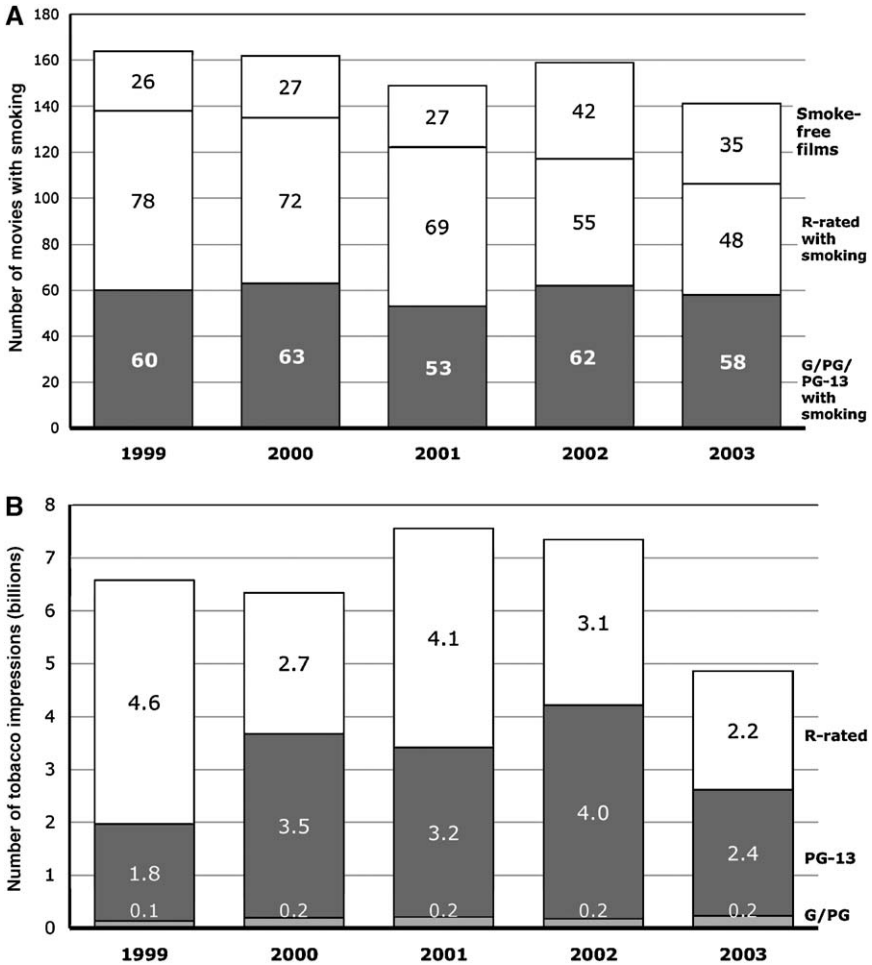 A
Number of movies with smoking
180
160
140
120
100
80
60
40
20
0
26
27
27
42
35
78
72
69
55
48
60
63
53
62
58
Smoke-
free
films
R-rated
with
smoking
G/PG/
PG-13
with
smoking
1999 2000 2001 2002 2003
B
Number of tobacco impressions (billions)
8
7
6
5
4
3
2
1
0
4.6
2.7
4.1
3.1
2.2
1.8
3.5
3.2
4.0
2.4
0.1
0.2
0.2
0.2
0.2
R-rated
PG-13
G/PG
1999 2000 2001 2002 2003